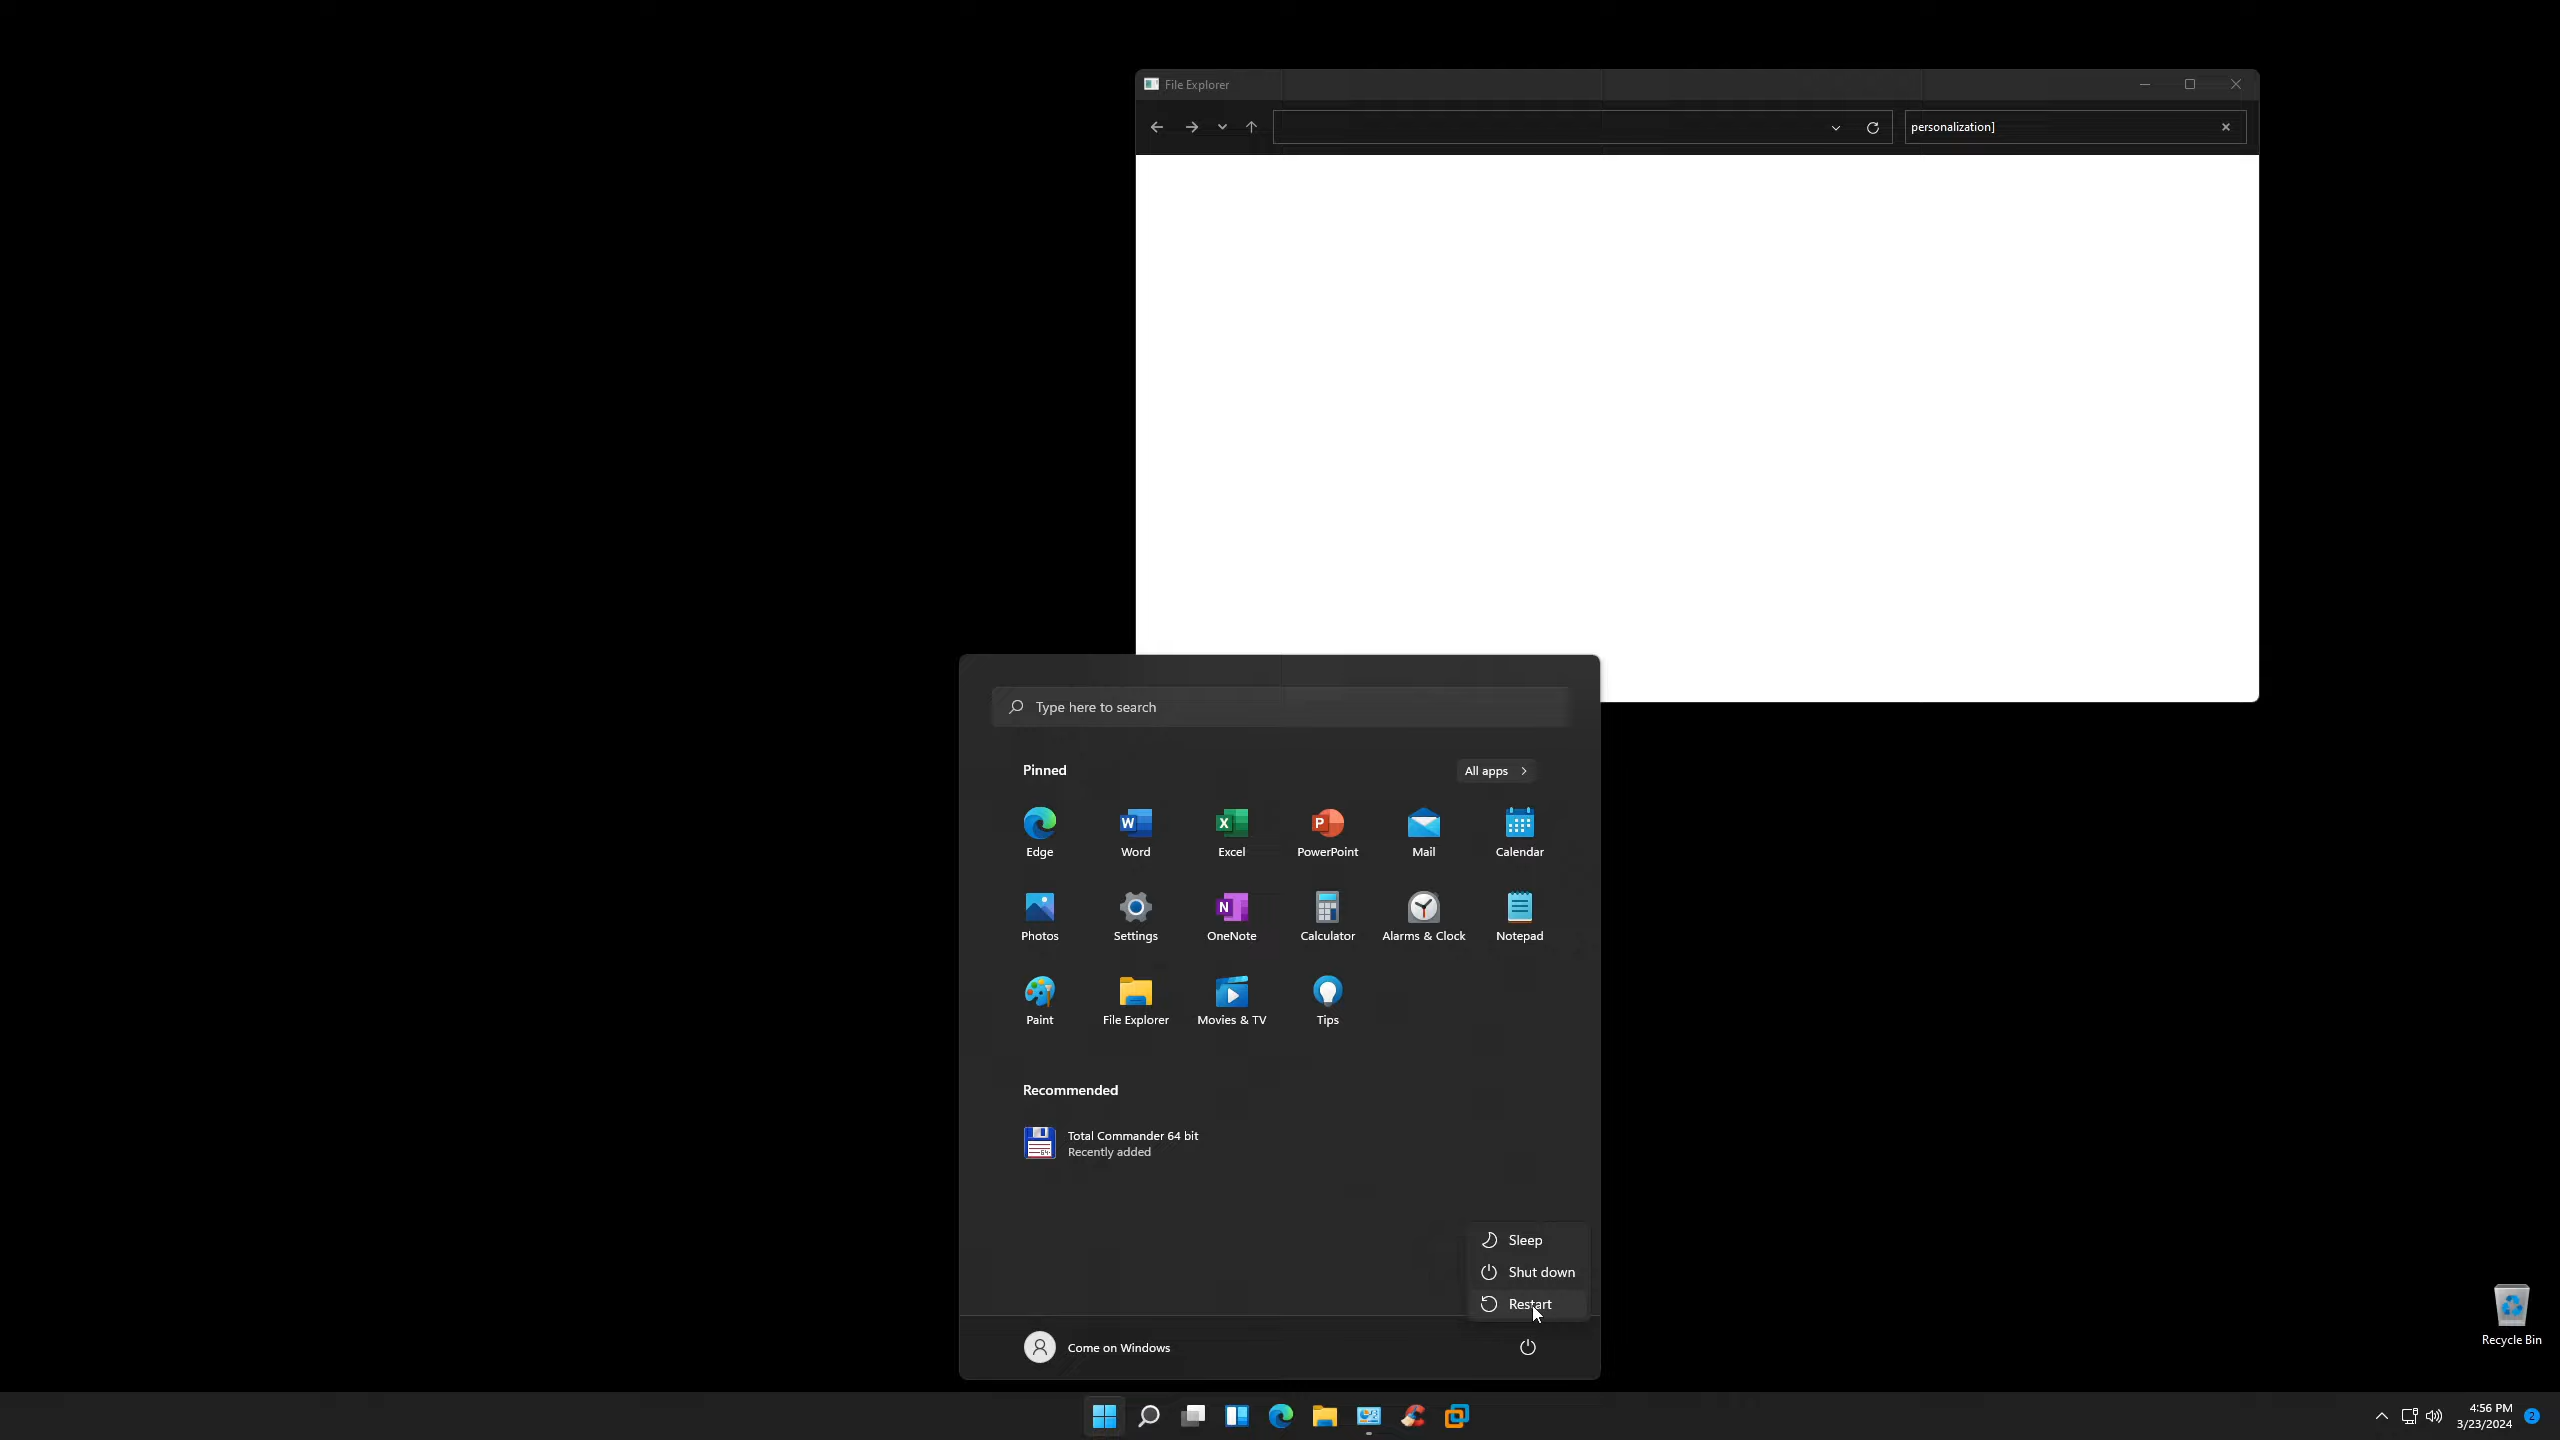 File Explorer
personalization]
Type here to search
Pinned
All apps
Edge
Word
Excel
PowerPoint
Mail
Calendar
Photos
Settings
OneNote
Calculator
Alarms & Clock
Notepad
Paint
File Explorer
Movies & TV
Tips
Recommended
Total Commander 64 bit
Recently added
Sleep
Shut down
Restart
Come on Windows
Recycle Bin
4:56 PM
3/23/2024
2